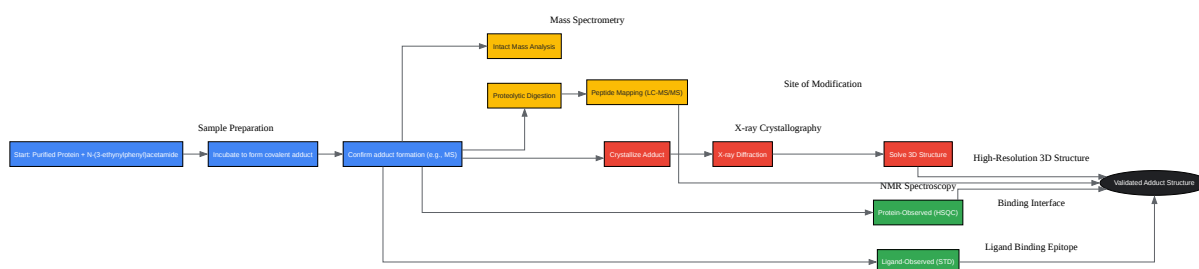 Mass Spectrometry
Intact Mass Analysis
Proteolytic Digestion
Peptide Mapping (LC-MS/MS)
Site of Modification
Sample Preparation
X-ray Crystallography
Start: Purified Protein + N-(3-ethynylphenyl)acetamide
Incubate to form covalent adduct
Confirm adduct formation (e.g., MS)
Crystallize Adduct
X-ray Diffraction
Solve 3D Structure
High-Resolution 3D Structure
Validated Adduct Structure
NMR Spectroscopy
Protein-Observed (HSQC)
Binding Interface
Ligand Binding Epitope
Ligand-Observed (STD)